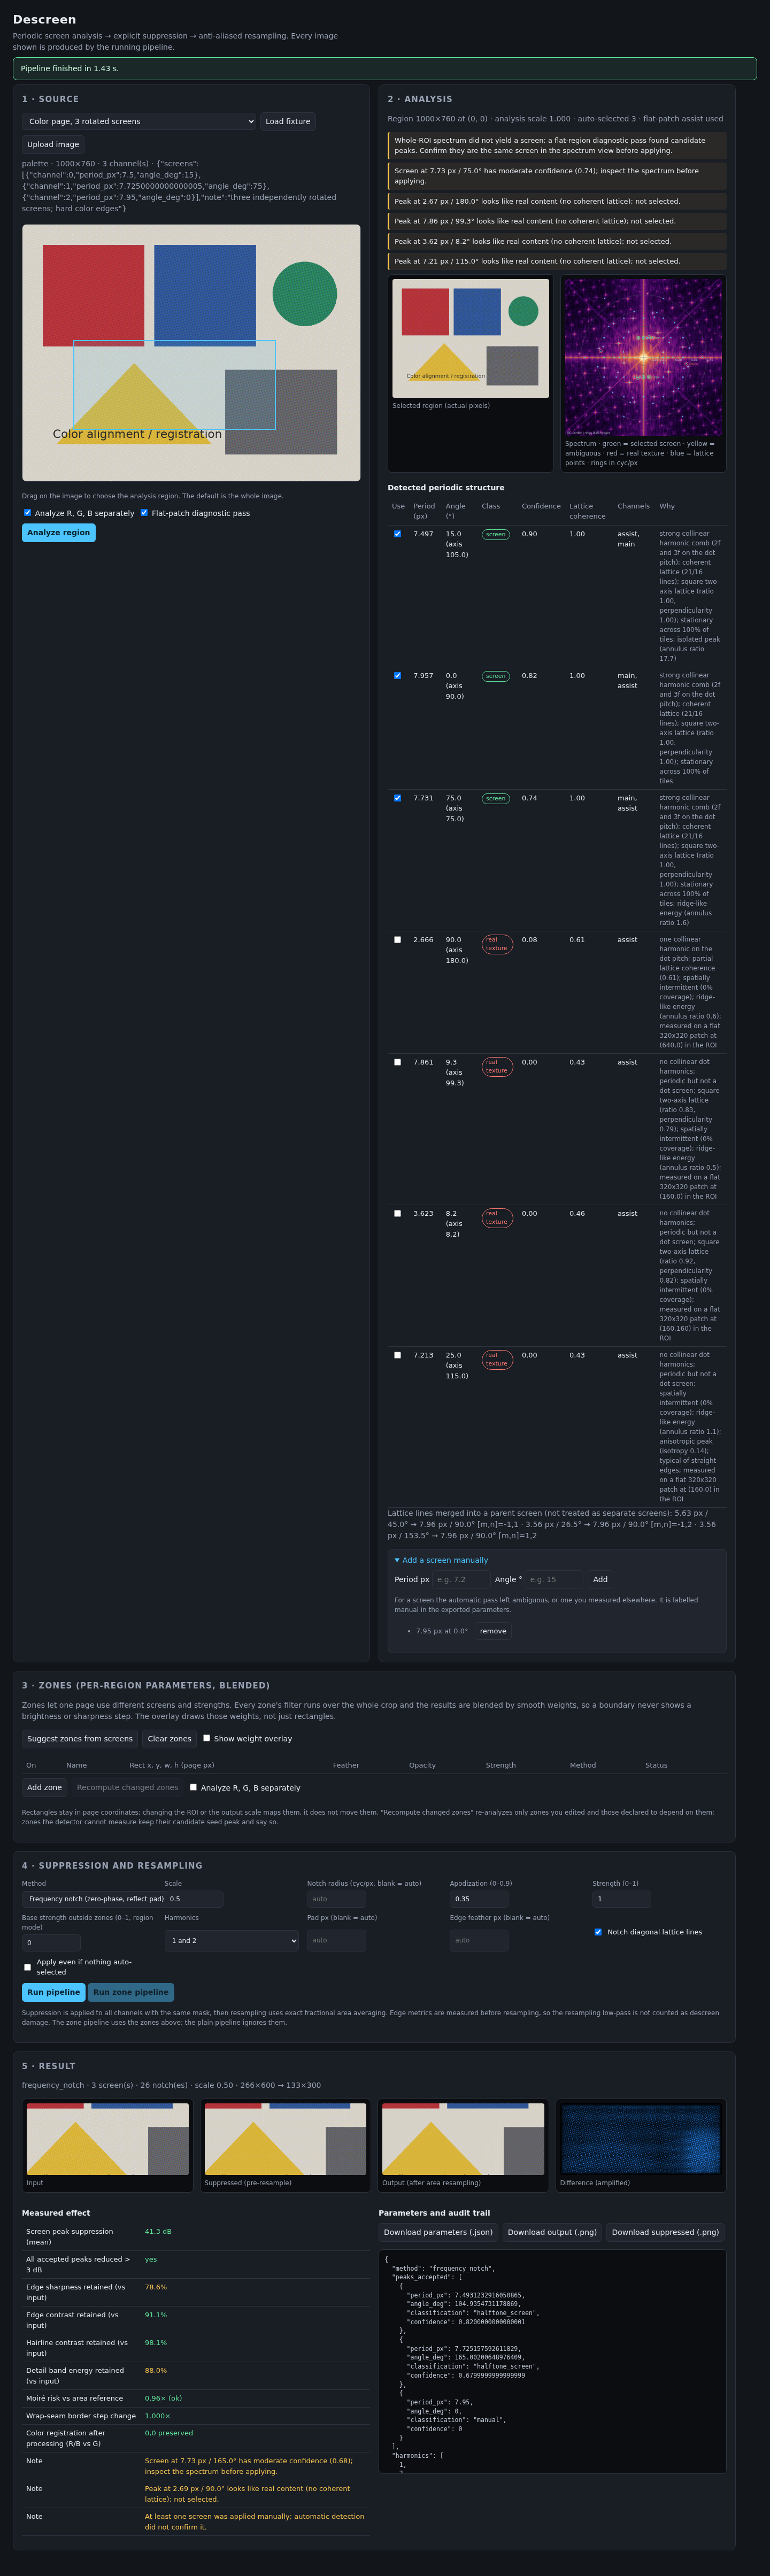 Descreen
Periodic screen analysis → explicit suppression → anti-aliased resampling. Every image
shown is produced by the running pipeline.
Pipeline finished in 1.43 s.
1 · SOURCE
Color page, 3 rotated screens
Load fixture
Upload image
palette · 1000×760 · 3 channel(s) · {"screens":
[{"channel":0,"period_px":7.5,"angle_deg":15},
{"channel":1,"period_px":7.7250000000000005,"angle_deg":75},
{"channel":2,"period_px":7.95,"angle_deg":0}],"note":"three independently rotated
screens; hard color edges"}
Color alignment / registration
Drag on the image to choose the analysis region. The default is the whole image.
Analyze R, G, B separately
Flat-patch diagnostic pass
Analyze region
2 · ANALYSIS
Region 1000×760 at (0, 0) · analysis scale 1.000 · auto-selected 3 · flat-patch assist used
Whole-ROI spectrum did not yield a screen; a flat-region diagnostic pass found candidate
peaks. Confirm they are the same screen in the spectrum view before applying.
Screen at 7.73 px / 75.0° has moderate confidence (0.74); inspect the spectrum before
applying.
Peak at 2.67 px / 180.0° looks like real content (no coherent lattice); not selected.
Peak at 7.86 px / 99.3° looks like real content (no coherent lattice); not selected.
Peak at 3.62 px / 8.2° looks like real content (no coherent lattice); not selected.
Peak at 7.21 px / 115.0° looks like real content (no coherent lattice); not selected.
Color alignment / registration
Selected region (actual pixels)
Spectrum · green = selected screen · yellow =
ambiguous · red = real texture · blue = lattice
points · rings in cyc/px
Detected periodic structure
Use Period (px) Angle (°) Class Confidence Lattice coherence Channels Why
7.497 15.0 (axis 105.0) screen 0.90 1.00 assist, main
strong collinear
harmonic comb (2f
and 3f on the dot
pitch); coherent
lattice (21/16
lines); square two-
axis lattice (ratio
1.00,
perpendicularity
1.00); stationary
across 100% of
tiles; isolated peak
(annulus ratio
17.7)
7.957 0.0 (axis 90.0) screen 0.82 1.00 main, assist
strong collinear
harmonic comb (2f
and 3f on the dot
pitch); coherent
lattice (21/16
lines); square two-
axis lattice (ratio
1.00,
perpendicularity
1.00); stationary
across 100% of
tiles
7.731 75.0 (axis 75.0) screen 0.74 1.00 main, assist
strong collinear
harmonic comb (2f
and 3f on the dot
pitch); coherent
lattice (21/16
lines); square two-
axis lattice (ratio
1.00,
perpendicularity
1.00); stationary
across 100% of
tiles; ridge-like
energy (annulus
ratio 1.6)
2.666 90.0 (axis 180.0) real texture 0.08 0.61 assist
one collinear
harmonic on the
dot pitch; partial
lattice coherence
(0.61); spatially
intermittent (0%
coverage); ridge-
like energy
(annulus ratio 0.6);
measured on a flat
320x320 patch at
(640,0) in the ROI
7.861 9.3 (axis 99.3) real texture 0.00 0.43 assist
no collinear dot
harmonics;
periodic but not a
dot screen; square
two-axis lattice
(ratio 0.83,
perpendicularity
0.79); spatially
intermittent (0%
coverage); ridge-
like energy
(annulus ratio 0.5);
measured on a flat
320x320 patch at
(160,0) in the ROI
3.623 8.2 (axis 8.2) real texture 0.00 0.46 assist
no collinear dot
harmonics;
periodic but not a
dot screen; square
two-axis lattice
(ratio 0.92,
perpendicularity
0.82); spatially
intermittent (0%
coverage);
measured on a flat
320x320 patch at
(160,160) in the
ROI
7.213 25.0 (axis 115.0) real texture 0.00 0.43 assist
no collinear dot
harmonics;
periodic but not a
dot screen;
spatially
intermittent (0%
coverage); ridge-
like energy
(annulus ratio 1.1);
anisotropic peak
(isotropy 0.14);
typical of straight
edges; measured
on a flat 320x320
patch at (160,0) in
the ROI
Lattice lines merged into a parent screen (not treated as separate screens): 5.63 px /
45.0° → 7.96 px / 90.0° [m,n]=-1,1 · 3.56 px / 26.5° → 7.96 px / 90.0° [m,n]=-1,2 · 3.56
px / 153.5° → 7.96 px / 90.0° [m,n]=1,2
▼ Add a screen manually
Period px e.g. 7.2 Angle ° e.g. 15 Add
For a screen the automatic pass left ambiguous, or one you measured elsewhere. It is labelled
manual in the exported parameters.
• 7.95 px at 0.0° remove
3 · ZONES (PER-REGION PARAMETERS, BLENDED)
Zones let one page use different screens and strengths. Every zone's filter runs over the whole crop and the results are blended by smooth weights, so a boundary never shows a
brightness or sharpness step. The overlay draws those weights, not just rectangles.
Suggest zones from screens Clear zones Show weight overlay
On Name Rect x, y, w, h (page px) Feather Opacity Strength Method Status
Add zone Recompute changed zones Analyze R, G, B separately
Rectangles stay in page coordinates; changing the ROI or the output scale maps them, it does not move them. "Recompute changed zones" re-analyzes only zones you edited and those declared to depend on them;
zones the detector cannot measure keep their candidate seed peak and say so.
4 · SUPPRESSION AND RESAMPLING
Method Scale Notch radius (cyc/px, blank = auto) Apodization (0–0.9) Strength (0–1)
Frequency notch (zero-phase, reflect pad) 0.5 auto 0.35 1
Base strength outside zones (0–1, region mode) Harmonics Pad px (blank = auto) Edge feather px (blank = auto)
0 1 and 2 auto auto Notch diagonal lattice lines
Apply even if nothing auto-
selected
Run pipeline Run zone pipeline
Suppression is applied to all channels with the same mask, then resampling uses exact fractional area averaging. Edge metrics are measured before resampling, so the resampling low-pass is not counted as descreen
damage. The zone pipeline uses the zones above; the plain pipeline ignores them.
5 · RESULT
frequency_notch · 3 screen(s) · 26 notch(es) · scale 0.50 · 266×600 → 133×300
Input
Suppressed (pre-resample)
Output (after area resampling)
Difference (amplified)
Measured effect
Screen peak suppression (mean) 41.3 dB
All accepted peaks reduced > 3 dB yes
Edge sharpness retained (vs input) 78.6%
Edge contrast retained (vs input) 91.1%
Hairline contrast retained (vs input) 98.1%
Detail band energy retained (vs input) 88.0%
Moiré risk vs area reference 0.96× (ok)
Wrap-seam border step change 1.000×
Color registration after processing (R/B vs G) 0,0 preserved
Note Screen at 7.73 px / 165.0° has moderate confidence (0.68);
inspect the spectrum before applying.
Note Peak at 2.69 px / 90.0° looks like real content (no coherent
lattice); not selected.
Note At least one screen was applied manually; automatic detection
did not confirm it.
Parameters and audit trail
Download parameters (.json) Download output (.png) Download suppressed (.png)
{
"method": "frequency_notch",
"peaks_accepted": [
{
"period_px": 7.4931232916050865,
"angle_deg": 104.9354731178869,
"classification": "halftone_screen",
"confidence": 0.8200000000000001
},
{
"period_px": 7.725157592611829,
"angle_deg": 165.00200648976409,
"classification": "halftone_screen",
"confidence": 0.6799999999999999
},
{
"period_px": 7.95,
"angle_deg": 0,
"classification": "manual",
"confidence": 0
}
],
"harmonics": [
1,